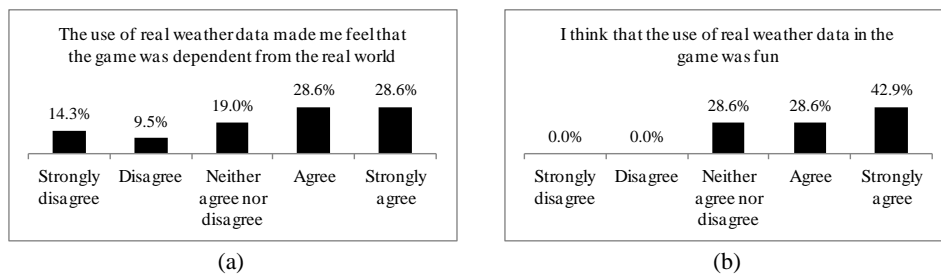 The use of real weather data made me feel that
the game was dependent from the real world
14.3%
9.5%
19.0%
28.6%
28.6%
Strongly disagree
Disagree
Neither agree nor disagree
Agree
Strongly agree
(a)
I think that the use of real weather data in the
game was fun
0.0%
0.0%
28.6%
28.6%
42.9%
Strongly disagree
Disagree
Neither agree nor disagree
Agree
Strongly agree
(b)